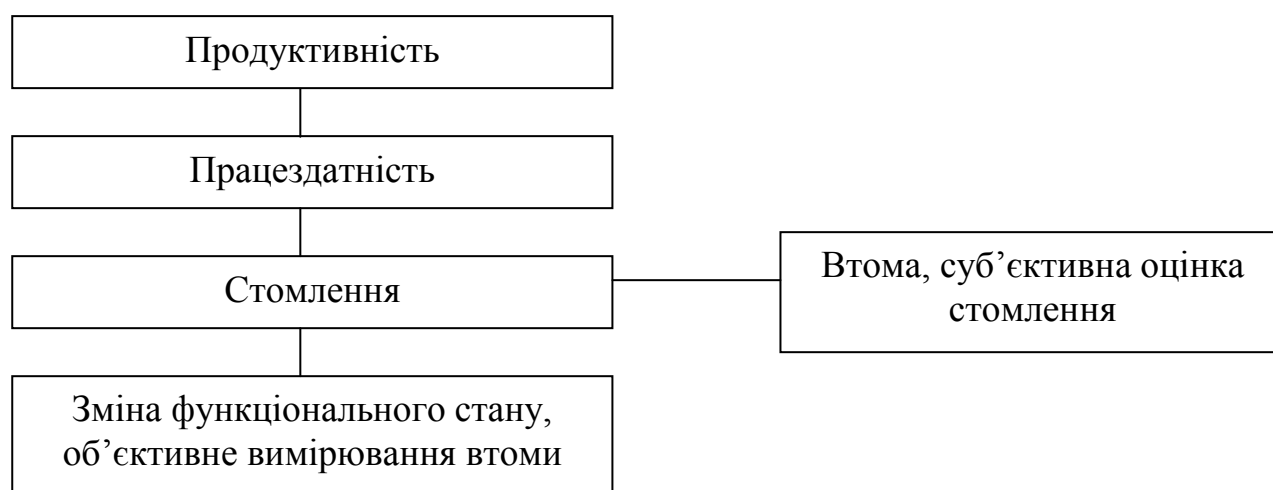 Продуктивність
Працездатність
Стомлення
Втома, суб’єктивна оцінка
стомлення
Зміна функціонального стану,
об’єктивне вимірювання втоми